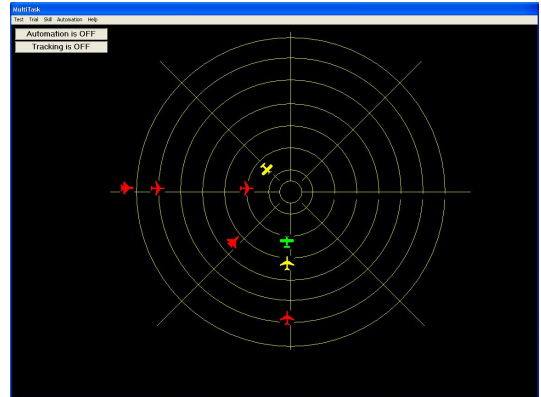 MultiTask
Test Trial Skill Automation Help
Automation is OFF
Tracking is OFF